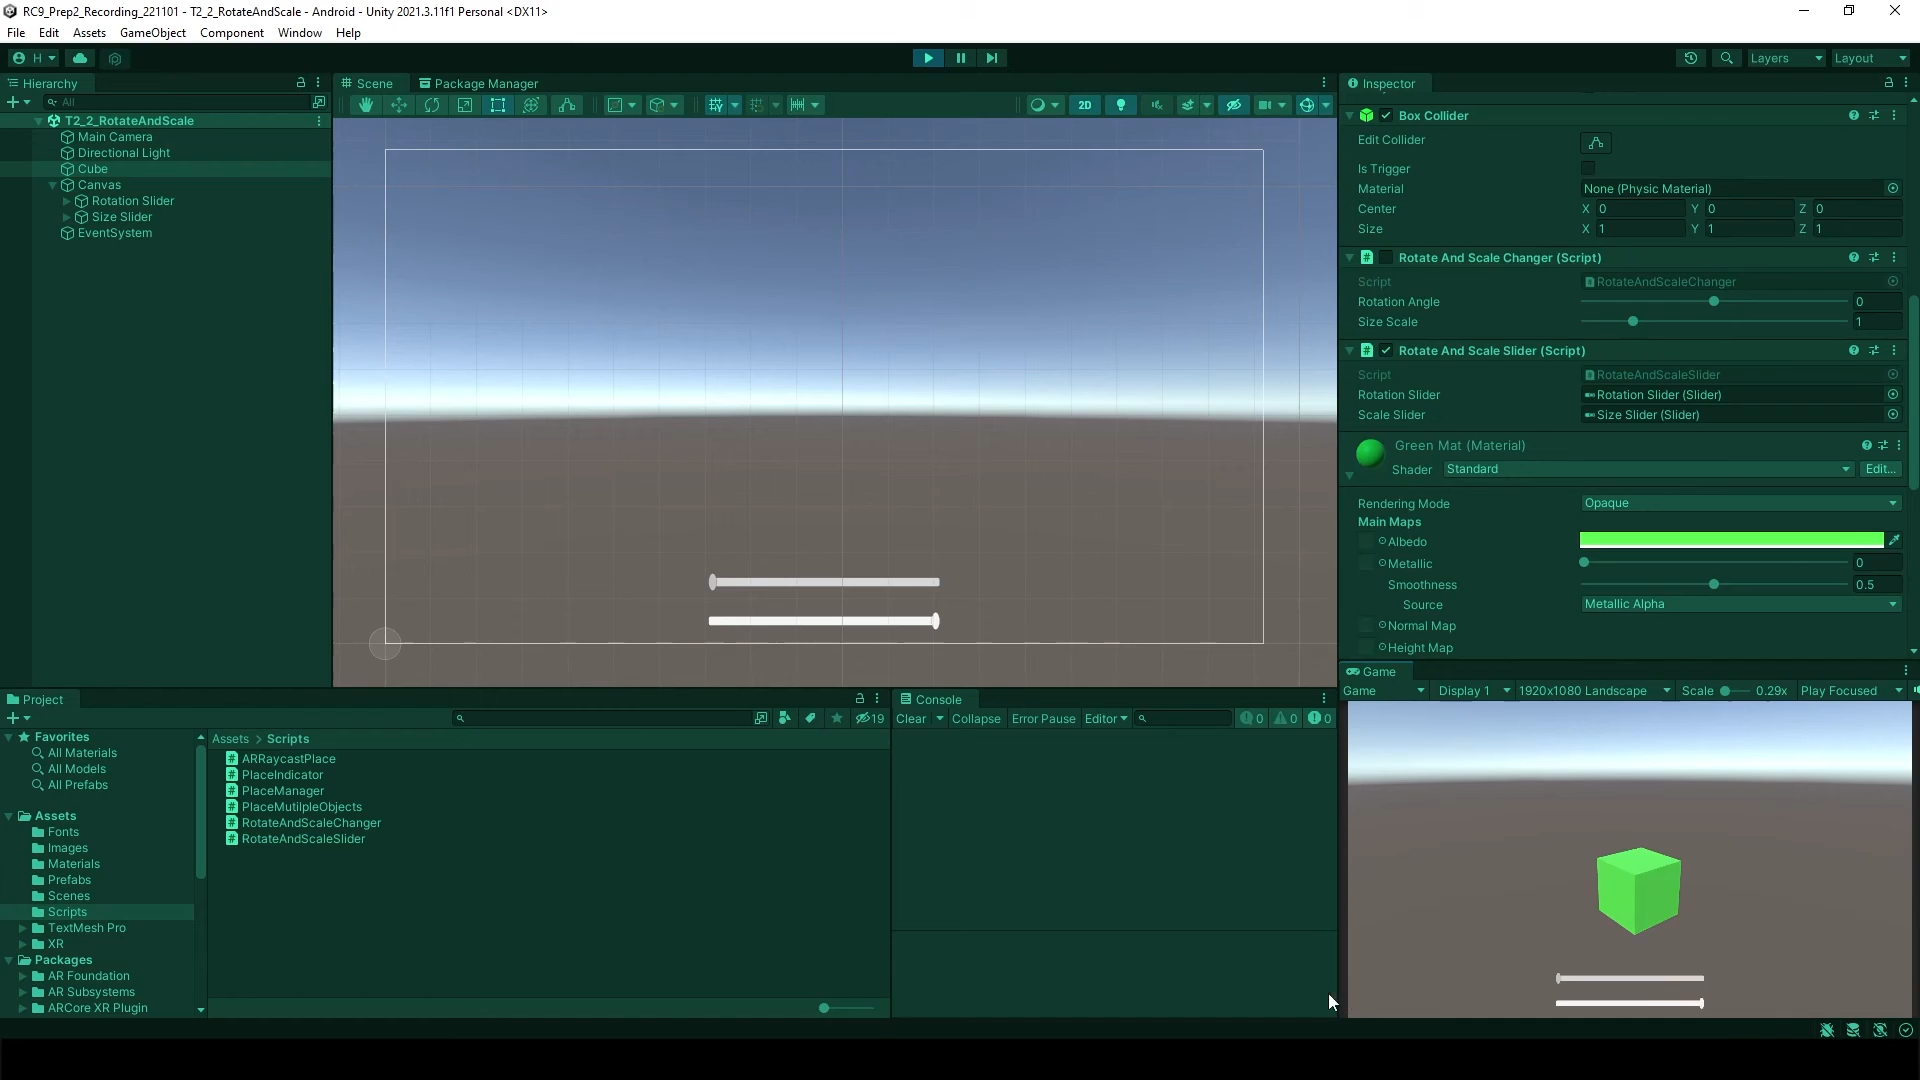 RC9_Prep2_Recording_221101 - T2_2_RotateAndScale - Android - Unity 2021.3.11f1 Personal <DX11>
File Edit Assets GameObject Component Window Help
H Layers Layout
Hierarchy
All
T2_2_RotateAndScale
Main Camera
Directional Light
Cube
Canvas
Rotation Slider
Size Slider
EventSystem
Scene Package Manager
2D
Inspector
Box Collider
Edit Collider
Is Trigger
Material None (Physic Material)
Center X 0 Y 0 Z 0
Size X 1 Y 1 Z 1
Rotate And Scale Changer (Script)
Script RotateAndScaleChanger
Rotation Angle 0
Size Scale 1
Rotate And Scale Slider (Script)
Script RotateAndScaleSlider
Rotation Slider Rotation Slider (Slider)
Scale Slider Size Slider (Slider)
Green Mat (Material)
Shader Standard Edit...
Rendering Mode Opaque
Main Maps
Albedo
Metallic 0
Smoothness 0.5
Source Metallic Alpha
Normal Map
Height Map
Game
Game Display 1 1920x1080 Landscape Scale 0.29x Play Focused
Project
19
Favorites
All Materials
All Models
All Prefabs
Assets
Fonts
Images
Materials
Prefabs
Scenes
Scripts
TextMesh Pro
XR
Packages
AR Foundation
AR Subsystems
ARCore XR Plugin
Assets > Scripts
ARRaycastPlace
PlaceIndicator
PlaceManager
PlaceMutilpleObjects
RotateAndScaleChanger
RotateAndScaleSlider
Console
Clear Collapse Error Pause Editor 0 0 0